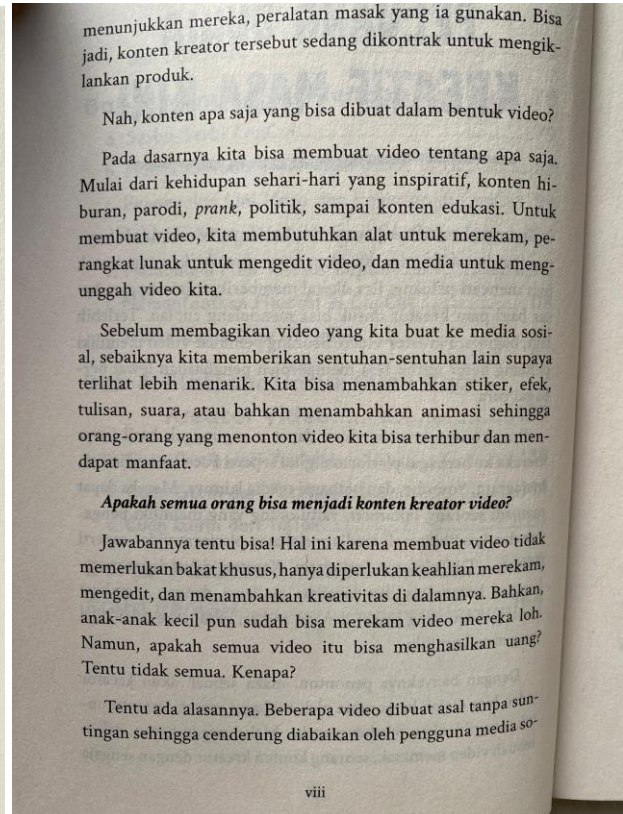 menunjukkan mereka, peralatan masak yang ia gunakan. Bisa
jadi, konten kreator tersebut sedang dikontrak untuk mengik-
lankan produk.
Nah, konten apa saja yang bisa dibuat dalam bentuk video?
Pada dasarnya kita bisa membuat video tentang apa saja.
Mulai dari kehidupan sehari-hari yang inspiratif, konten hi-
buran, parodi, prank, politik, sampai konten edukasi. Untuk
membuat video, kita membutuhkan alat untuk merekam, pe-
rangkat lunak untuk mengedit video, dan media untuk meng-
unggah video kita.
Sebelum membagikan video yang kita buat ke media sosi-
al, sebaiknya kita memberikan sentuhan-sentuhan lain supaya
terlihat lebih menarik. Kita bisa menambahkan stiker, efek,
tulisan, suara, atau bahkan menambahkan animasi sehingga
orang-orang yang menonton video kita bisa terhibur dan men-
dapat manfaat.
Apakah semua orang bisa menjadi konten kreator video?
Jawabannya tentu bisa! Hal ini karena membuat video tidak
memerlukan bakat khusus, hanya diperlukan keahlian merekam,
mengedit, dan menambahkan kreativitas di dalamnya. Bahkan,
anak-anak kecil pun sudah bisa merekam video mereka loh.
Namun, apakah semua video itu bisa menghasilkan uang?
Tentu tidak semua. Kenapa?
Tentu ada alasannya. Beberapa video dibuat asal tanpa sun-
tingan sehingga cenderung diabaikan oleh pengguna media so-
viii